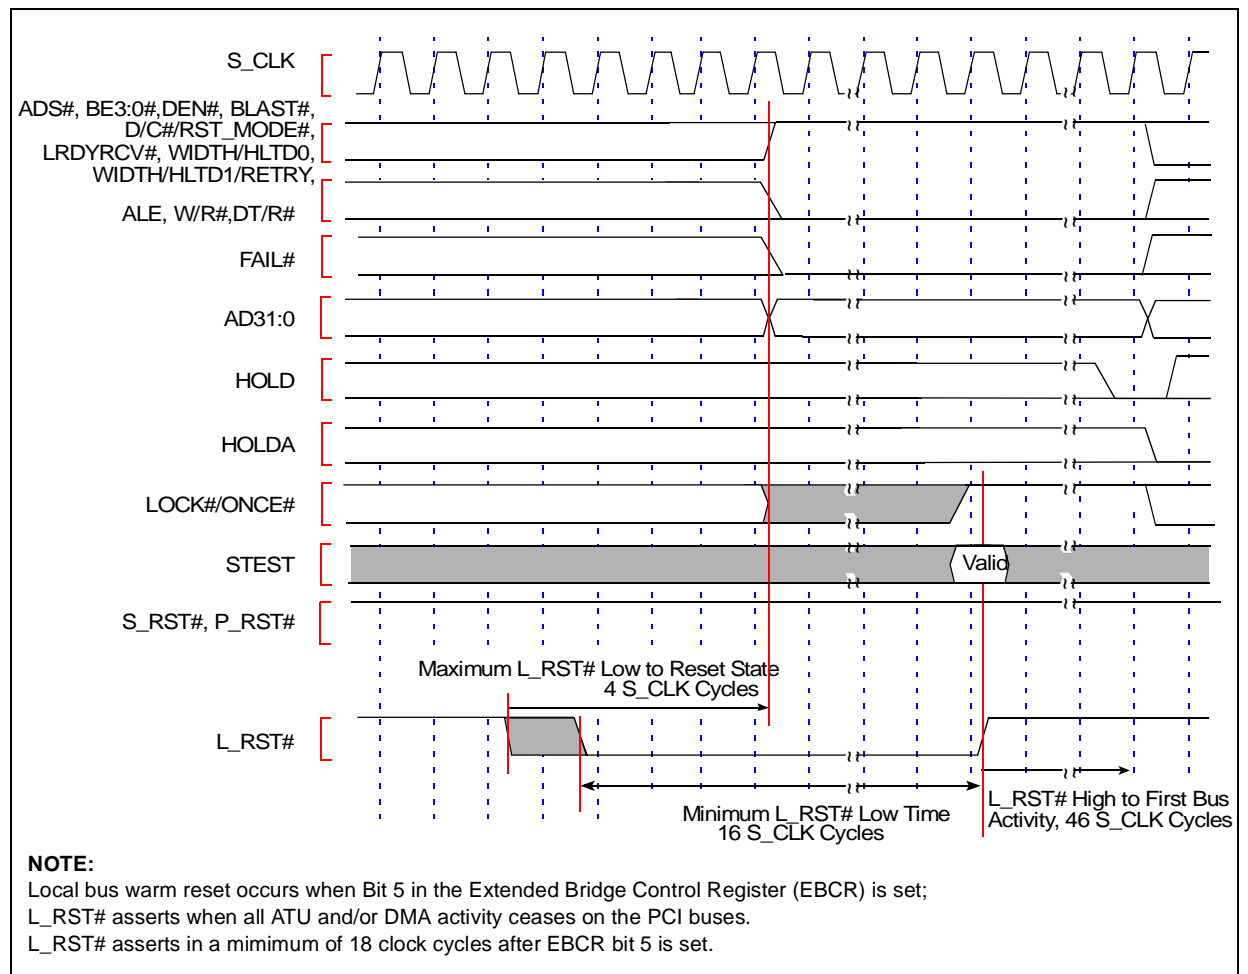 S_CLK
ADS#, BE3:0#,DEN#, BLAST#,
D/C#/RST_MODE#,
LRDYRCV#, WIDTH/HLTD0,
WIDTH/HLTD1/RETRY,
ALE, W/R#,DT/R#
FAIL#
AD31:0
HOLD
HOLDA
LOCK#/ONCE#
STEST
Valid
S_RST#, P_RST#
Maximum L_RST# Low to Reset State
4 S_CLK Cycles
L_RST#
Minimum L_RST# Low Time
16 S_CLK Cycles
L_RST# High to First Bus
Activity, 46 S_CLK Cycles
NOTE:
Local bus warm reset occurs when Bit 5 in the Extended Bridge Control Register (EBCR) is set;
L_RST# asserts when all ATU and/or DMA activity ceases on the PCI buses.
L_RST# asserts in a mimimum of 18 clock cycles after EBCR bit 5 is set.